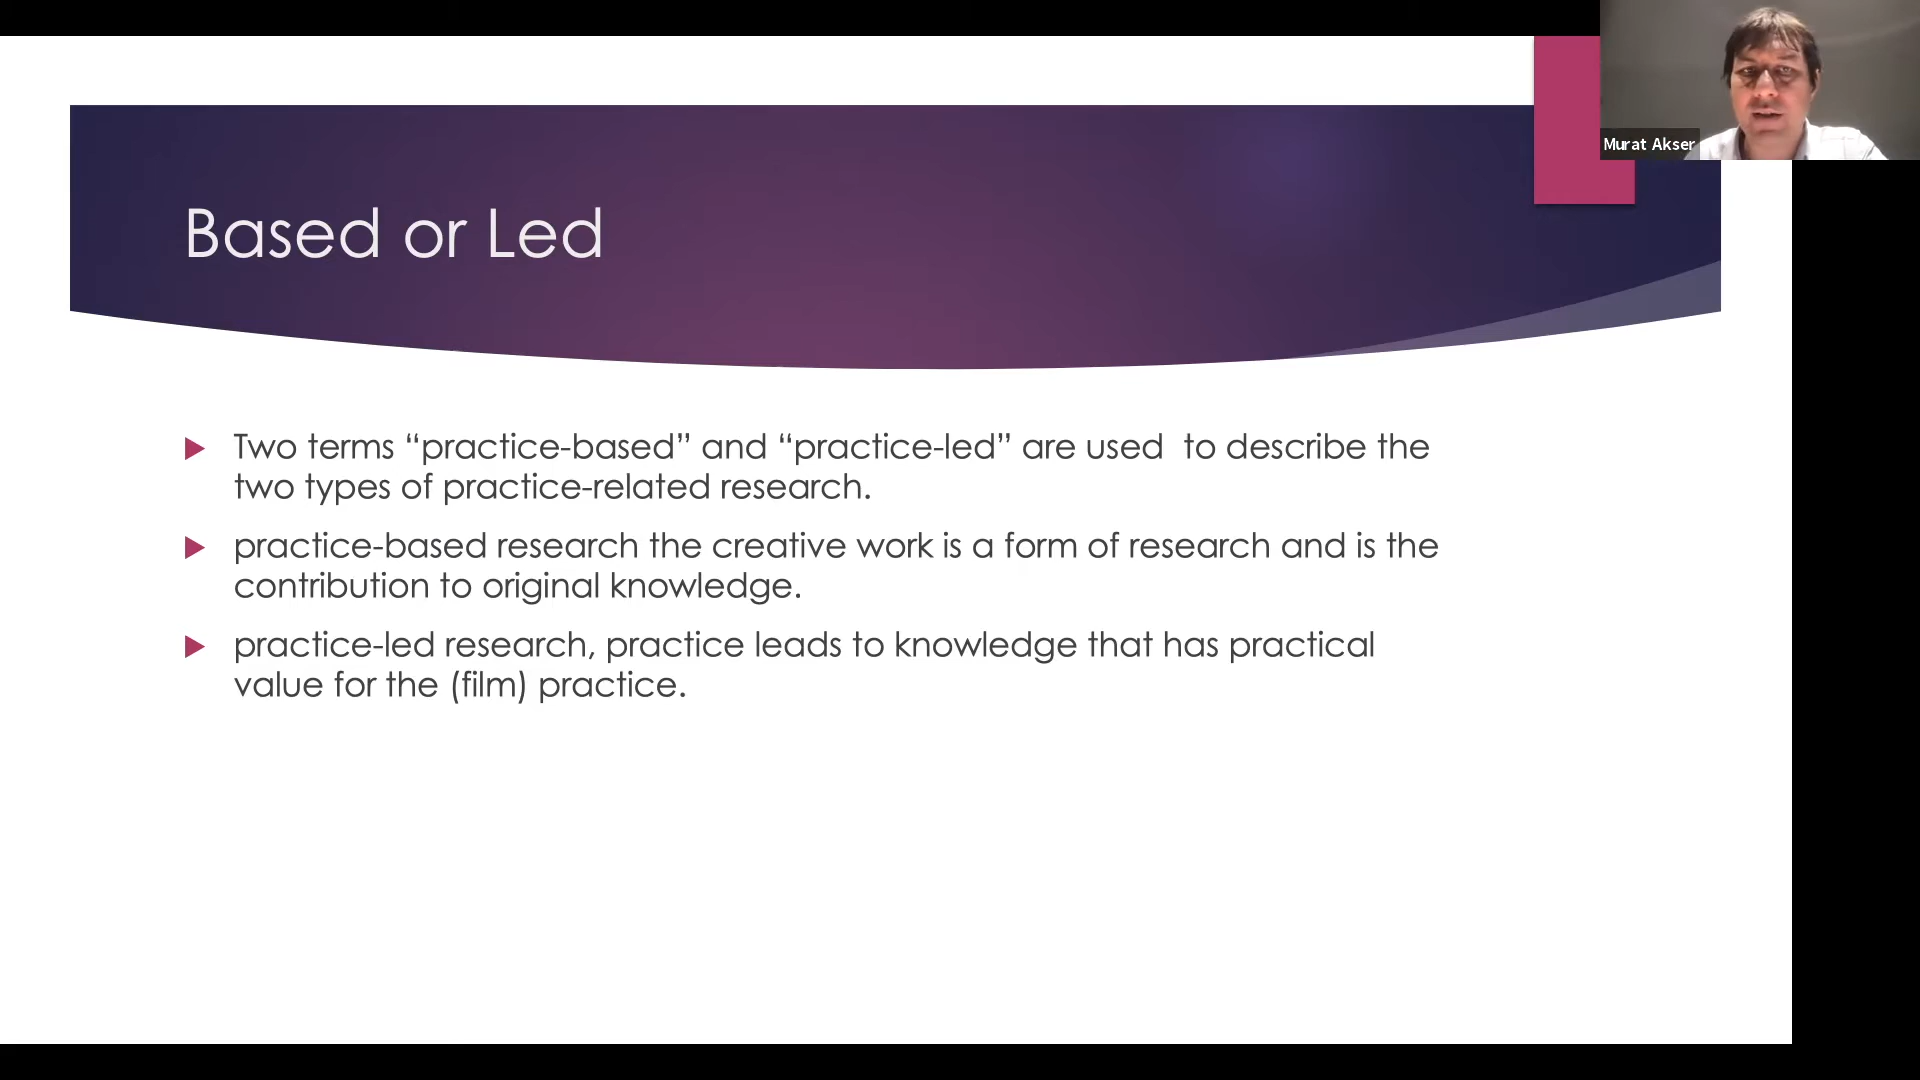 Murat Akser
Based or Led
Two terms “practice-based” and “practice-led” are used  to describe the
two types of practice-related research.
practice-based research the creative work is a form of research and is the
contribution to original knowledge.
practice-led research, practice leads to knowledge that has practical
value for the (film) practice.